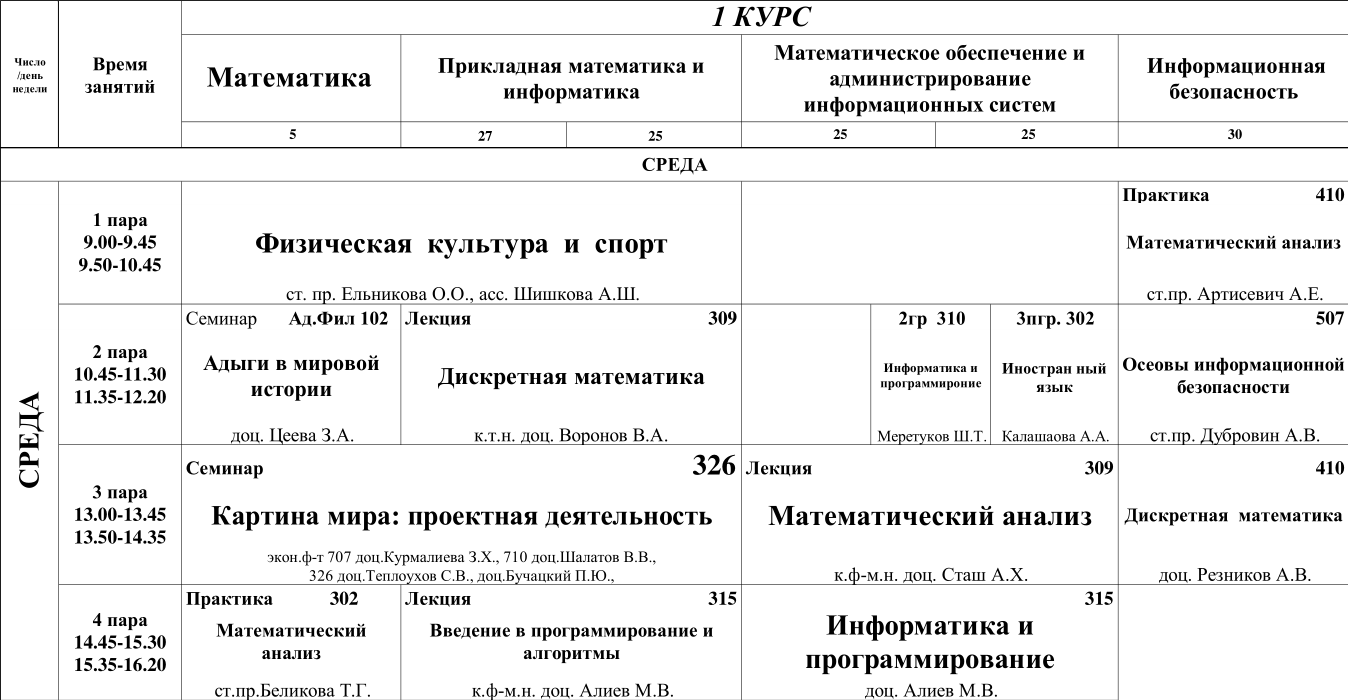 1 КУРС
Число
/день
недели
Время
занятий
Математика
Прикладная математика и
информатика
Математическое обеспечение и
администрирование
информационных систем
Информационная
безопасность
5
27
25
25
25
30
СРЕДА
СРЕДА
1 пара
9.00-9.45
9.50-10.45
Физическая культура и спорт
ст. пр. Ельникова О.О., асс. Шишкова А.Ш.
Практика 410
Математический анализ
ст.пр. Артисевич А.Е.
2 пара
10.45-11.30
11.35-12.20
Семинар Ад.Фил 102
Адыги в мировой
истории
доц. Цеева З.А.
Лекция 309
Дискретная математика
к.т.н. доц. Воронов В.А.
2гр 310
Информатика и
программироние
Меретуков Ш.Т.
3пгр. 302
Иностран ный
язык
Калашаова А.А.
507
Осеовы информационной
безопасности
ст.пр. Дубровин А.В.
3 пара
13.00-13.45
13.50-14.35
Семинар 326
Картина мира: проектная деятельность
экон.ф-т 707 доц.Курмалиева З.Х., 710 доц.Шалатов В.В.,
326 доц.Теплоухов С.В., доц.Бучацкий П.Ю.,
Лекция 309
Математический анализ
к.ф-м.н. доц. Сташ А.Х.
410
Дискретная математика
доц. Резников А.В.
4 пара
14.45-15.30
15.35-16.20
Практика 302
Математический
анализ
ст.пр.Беликова Т.Г.
Лекция 315
Введение в программирование и
алгоритмы
к.ф-м.н. доц. Алиев М.В.
315
Информатика и
программирование
доц. Алиев М.В.